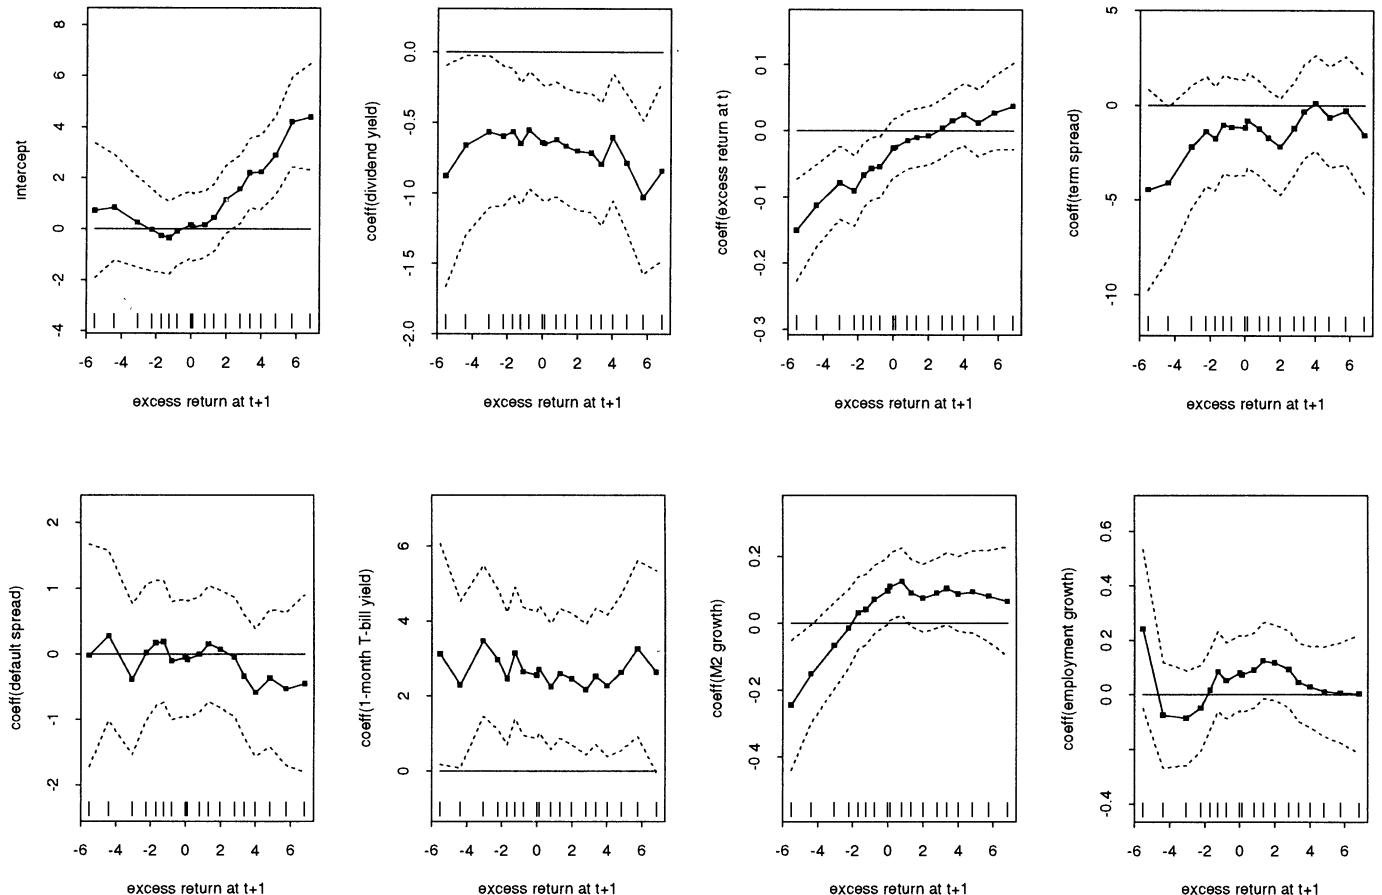 intercept
8
6
4
2
0
-2
-4
-6 -4 -2 0 2 4 6
excess return at t+1
coeff(dividend yield)
0.0
-0.5
-1.0
-1.5
-2.0
-6 -4 -2 0 2 4 6
excess return at t+1
coeff(excess return at t)
0.1
0.0
-0.1
-0.2
-0.3
-6 -4 -2 0 2 4 6
excess return at t+1
coeff(term spread)
5
0
-5
-10
-6 -4 -2 0 2 4 6
excess return at t+1
coeff(default spread)
2
1
0
-1
-2
-6 -4 -2 0 2 4 6
excess return at t+1
coeff(1-month T-bill yield)
6
4
2
0
-6 -4 -2 0 2 4 6
excess return at t+1
coeff(M2 growth)
0.2
0.0
-0.2
-0.4
-6 -4 -2 0 2 4 6
excess return at t+1
coeff(employment growth)
0.6
0.4
0.2
0.0
-0.4
-6 -4 -2 0 2 4 6
excess return at t+1